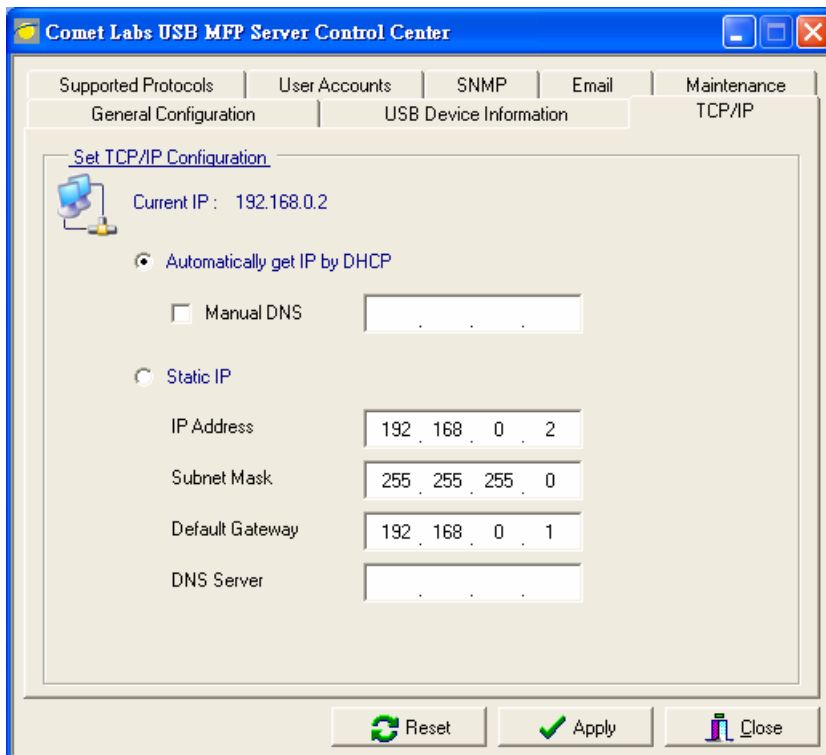 Comet Labs USB MFP Server Control Center
Supported Protocols User Accounts SNMP Email Maintenance
General Configuration USB Device Information TCP/IP
Set TCP/IP Configuration
Current IP : 192.168.0.2
Automatically get IP by DHCP
Manual DNS . . .
Static IP
IP Address 192 . 168 . 0 . 2
Subnet Mask 255 . 255 . 255 . 0
Default Gateway 192 . 168 . 0 . 1
DNS Server . . .
Reset Apply Close